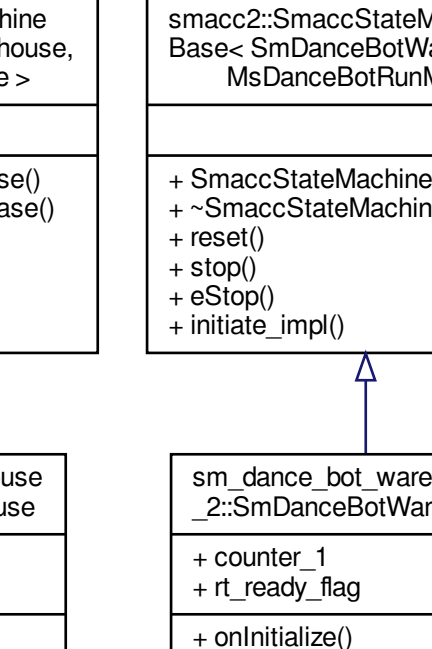 hine
house,
e >
se()
ase()
smacc2::SmaccStateM
Base< SmDanceBotWa
MsDanceBotRunM
+ SmaccStateMachine
+ ~SmaccStateMachin
+ reset()
+ stop()
+ eStop()
+ initiate_impl()
use
use
sm_dance_bot_ware
_2::SmDanceBotWar
+ counter_1
+ rt_ready_flag
+ onInitialize()